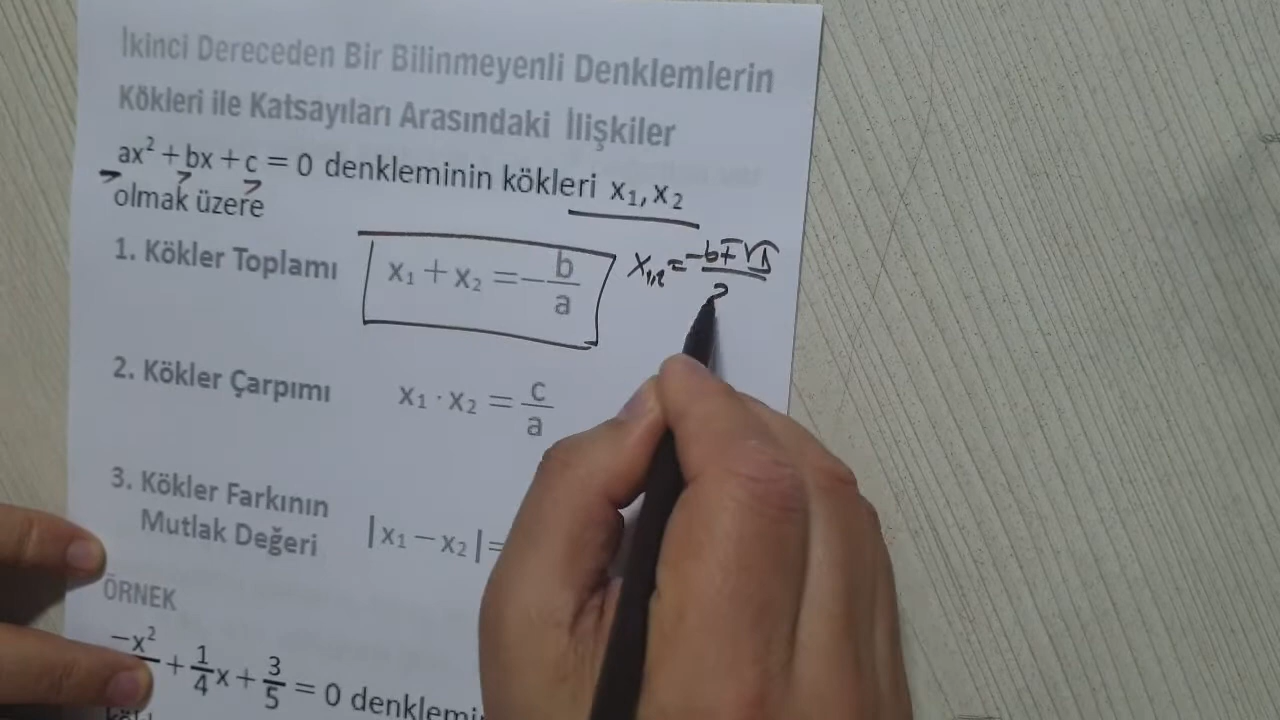 İkinci Dereceden Bir Bilinmeyenli Denklemlerin
Kökleri ile Katsayıları Arasındaki İlişkiler
ax² + bx + c = 0 denkleminin kökleri x₁, x₂
olmak üzere
1. Kökler Toplamı x₁ + x₂ = -b/a
x₁,₂ = -b∓√Δ / 2
2. Kökler Çarpımı x₁ · x₂ = c/a
3. Kökler Farkının
Mutlak Değeri |x₁ - x₂| =
ÖRNEK
-x² + 1/4 x + 3/5 = 0